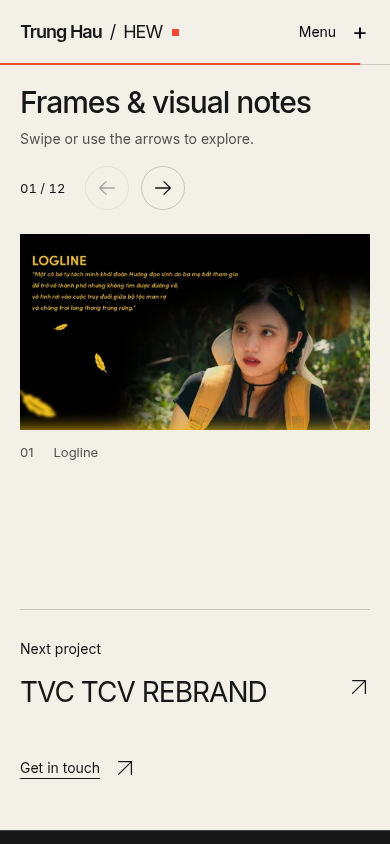 Trung Hau / HEW
Menu +
Frames & visual notes
Swipe or use the arrows to explore.
01 / 12
LOGLINE
"Một cô bé tự tách mình khỏi đoàn Hướng đạo sinh do ba mẹ bắt tham gia
để trở về thành phố nhưng không tìm được đường về,
vô tình rơi vào cuộc truy đuổi giữa bộ tộc man rợ
và chàng trai lang thang trong rừng."
01 Logline
Next project
TVC TCV REBRAND
Get in touch